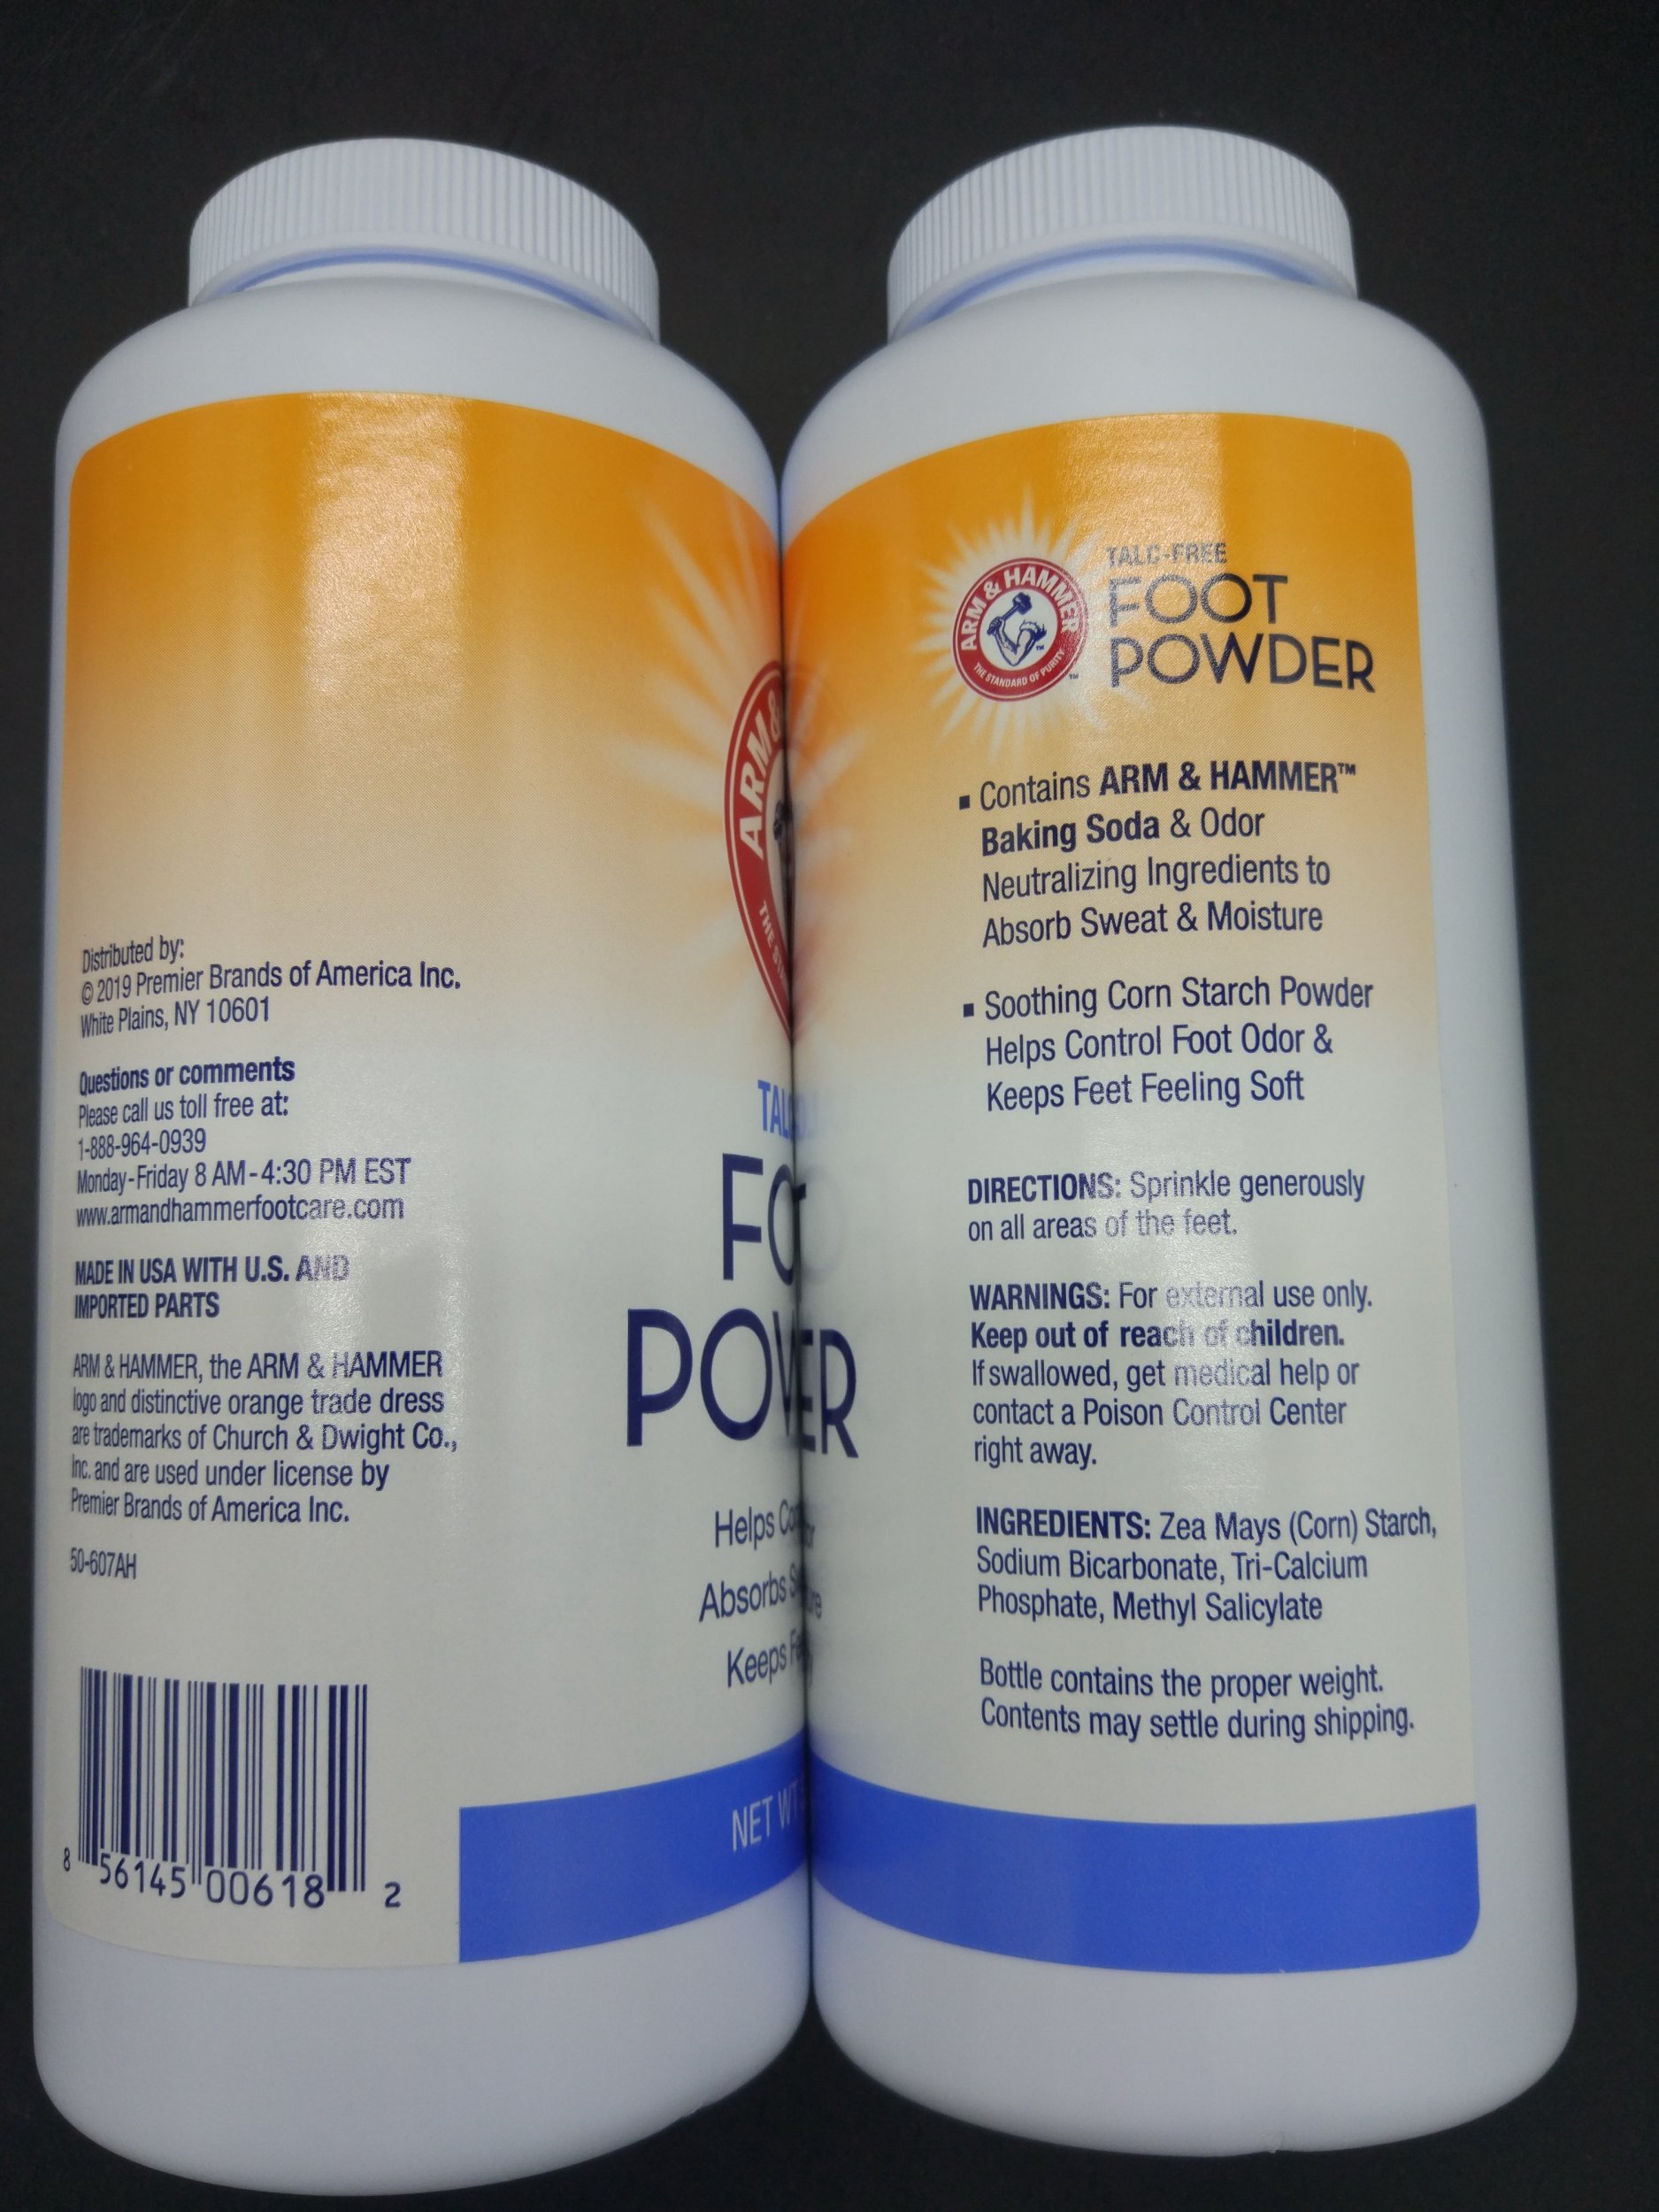 Distributed by:
© 2019 Premier Brands of America Inc.
White Plains, NY 10601
Questions or comments
Please call us toll free at:
1-888-964-0939
Monday-Friday 8 AM-4:30 PM EST
www.armandhammerfootcare.com
MADE IN USA WITH U.S. AND
IMPORTED PARTS
ARM & HAMMER, the ARM & HAMMER
logo and distinctive orange trade dress
are trademarks of Church & Dwight Co.,
Inc. and are used under license by
Premier Brands of America Inc.
50-607AH
8 56145 00618 2
ARM &
POW ER
Helps
Absorbs
Keeps
NET WT
ARM & HAMMER
THE STANDARD OF PURITY
TALC-FREE
FOOT
POWDER
▪ Contains ARM & HAMMER™
Baking Soda & Odor
Neutralizing Ingredients to
Absorb Sweat & Moisture
▪ Soothing Corn Starch Powder
Helps Control Foot Odor &
Keeps Feet Feeling Soft
DIRECTIONS: Sprinkle generously
on all areas of the feet.
WARNINGS: For external use only.
Keep out of reach of children.
If swallowed, get medical help or
contact a Poison Control Center
right away.
INGREDIENTS: Zea Mays (Corn) Starch,
Sodium Bicarbonate, Tri-Calcium
Phosphate, Methyl Salicylate
Bottle contains the proper weight.
Contents may settle during shipping.